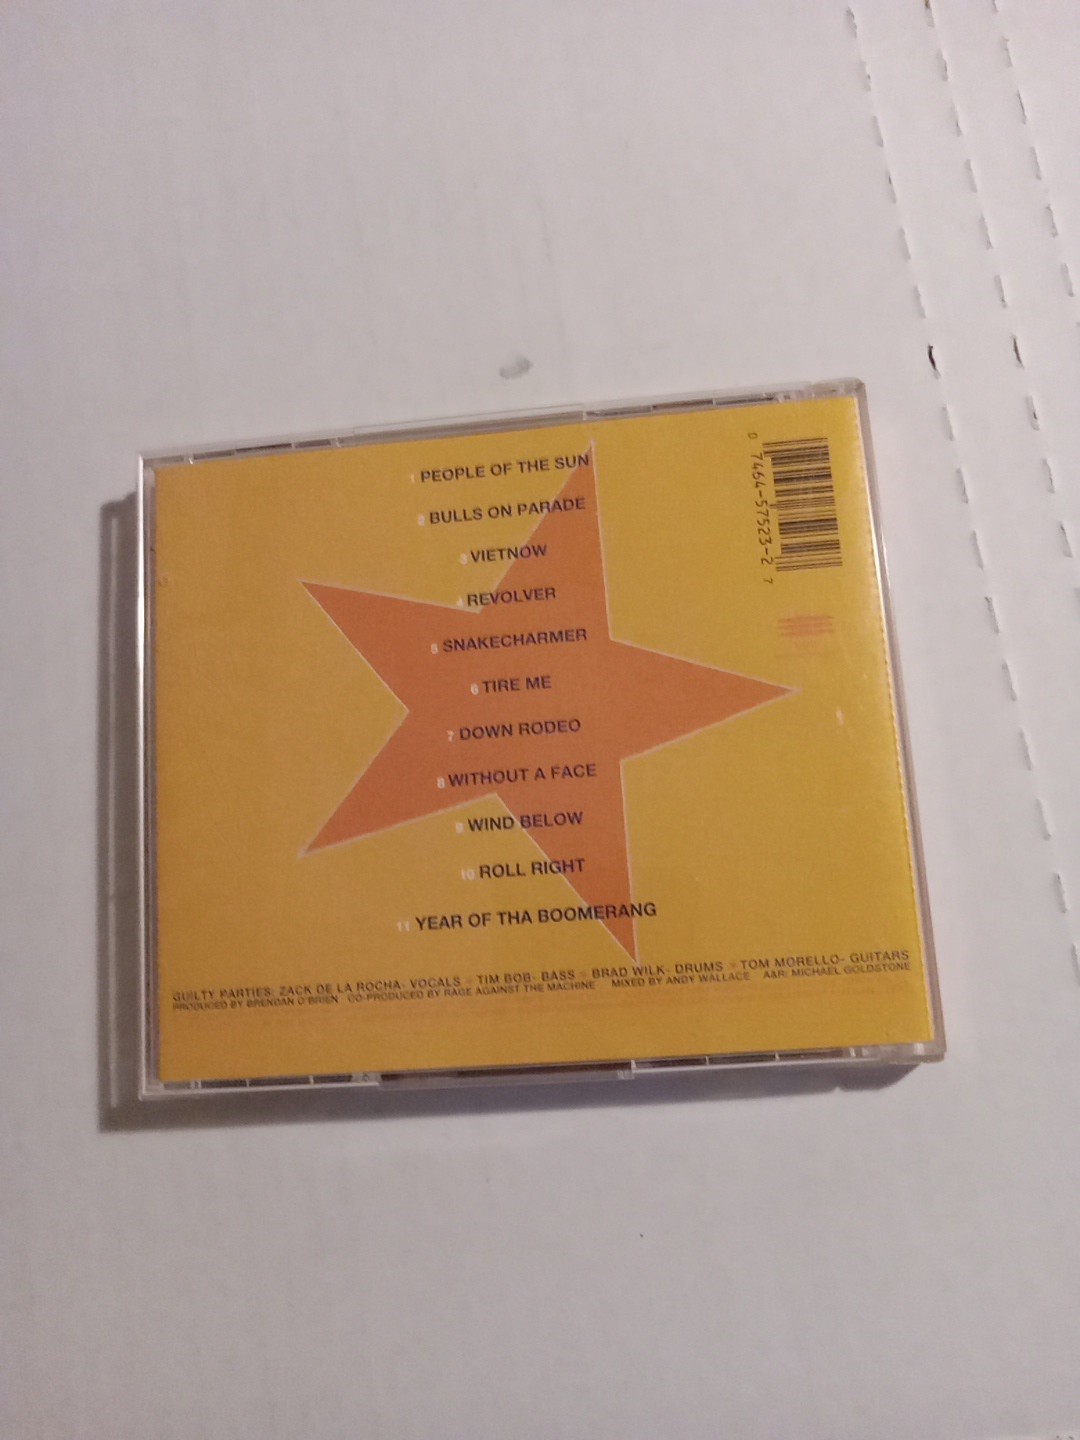 1 PEOPLE OF THE SUN
2 BULLS ON PARADE
3 VIETNOW
4 REVOLVER
5 SNAKECHARMER
6 TIRE ME
7 DOWN RODEO
8 WITHOUT A FACE
9 WIND BELOW
10 ROLL RIGHT
11 YEAR OF THA BOOMERANG
GUILTY PARTIES: ZACK DE LA ROCHA- VOCALS * TIM BOB- BASS * BRAD WILK- DRUMS * TOM MORELLO- GUITARS
PRODUCED BY BRENDAN O'BRIEN CO-PRODUCED BY RAGE AGAINST THE MACHINE MIXED BY ANDY WALLACE A&R: MICHAEL GOLDSTONE
0 7464-57523-2 7